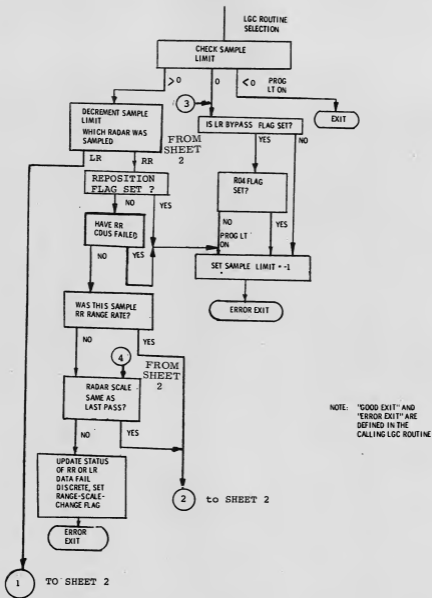 LGC ROUTINE
SELECTION
CHECK SAMPLE
LIMIT
>0
0
<0
PROG
LT ON
EXIT
3
DECREMENT SAMPLE
LIMIT
WHICH RADAR WAS
SAMPLED
FROM
SHEET
2
IS LR BYPASS FLAG SET?
YES
NO
LR
RR
REPOSITION
FLAG SET ?
R04 FLAG
SET?
NO
YES
HAVE RR
CDUS FAILED
NO
YES
PROG LT
ON
NO
YES
SET SAMPLE LIMIT = -1
ERROR EXIT
WAS THIS SAMPLE
RR RANGE RATE?
NO
YES
4
FROM
SHEET
2
RADAR SCALE
SAME AS
LAST PASS?
NOTE: "GOOD EXIT" AND
"ERROR EXIT" ARE
DEFINED IN THE
CALLING LGC ROUTINE
NO
YES
UPDATE STATUS
OF RR OR LR
DATA FAIL
DISCRETE, SET
RANGE-SCALE-
CHANGE FLAG
2
to SHEET 2
ERROR
EXIT
1
TO SHEET 2